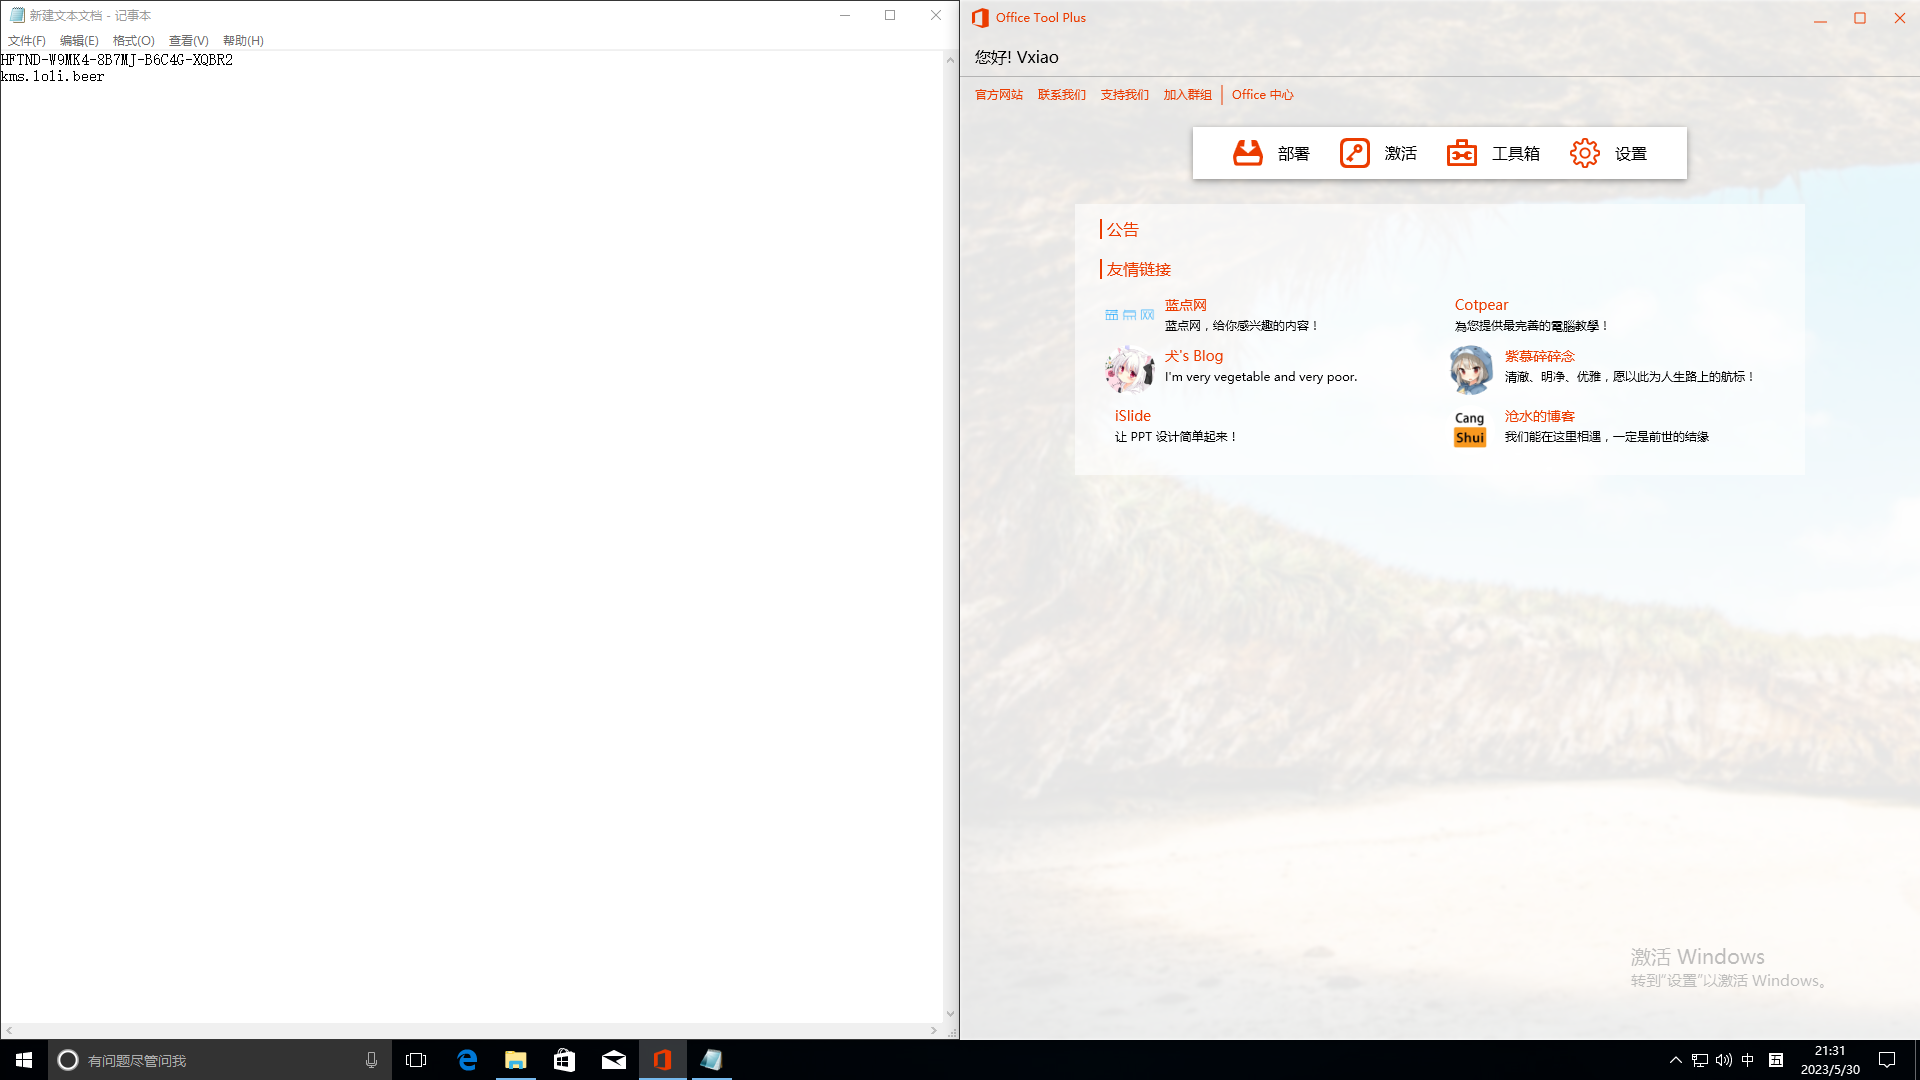 新建文本文档 - 记事本
文件(F) 编辑(E) 格式(O) 查看(V) 帮助(H)
HFTND-W9MK4-8B7MJ-B6C4G-XQBR2
kms.loli.beer
Office Tool Plus
您好! Vxiao
官方网站 联系我们 支持我们 加入群组 Office 中心
部署 激活 工具箱 设置
公告
友情链接
蓝点网
蓝点网
蓝点网，给你感兴趣的内容！
Cotpear
為您提供最完善的電腦教學！
犬's Blog
I'm very vegetable and very poor.
紫慕碎碎念
清澈、明净、优雅，愿以此为人生路上的航标！
iSlide
让 PPT 设计简单起来！
Cang
Shui
沧水的博客
我们能在这里相遇，一定是前世的结缘
激活 Windows
转到"设置"以激活 Windows。
有问题尽管问我
中
五
21:31
2023/5/30